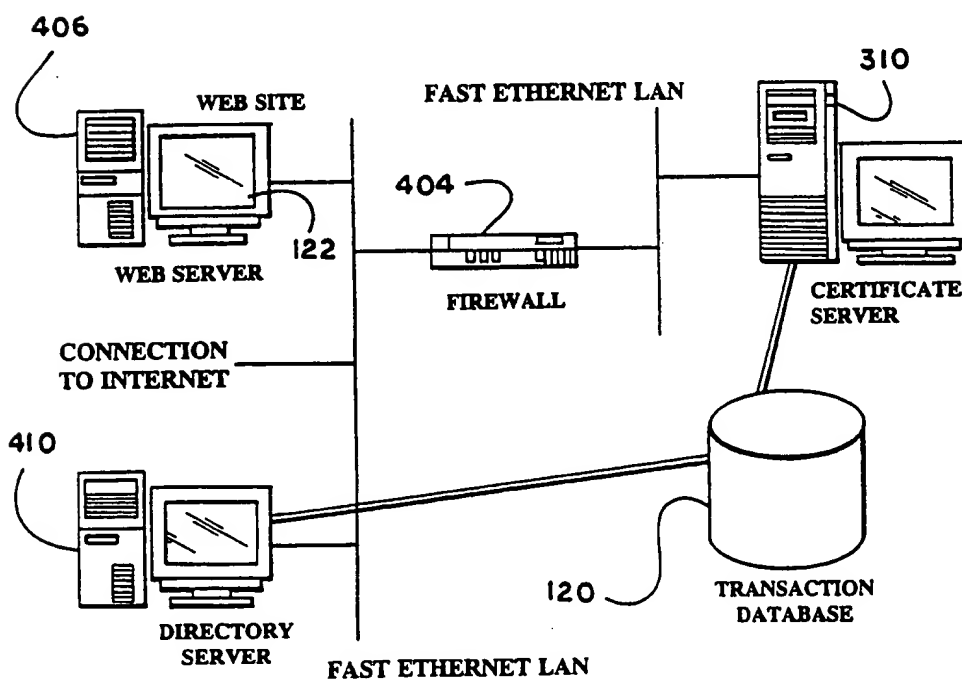 406
WEB SITE
FAST ETHERNET LAN
310
404
122
WEB SERVER
FIREWALL
CERTIFICATE
SERVER
CONNECTION
TO INTERNET
410
120
TRANSACTION
DATABASE
DIRECTORY
SERVER
FAST ETHERNET LAN